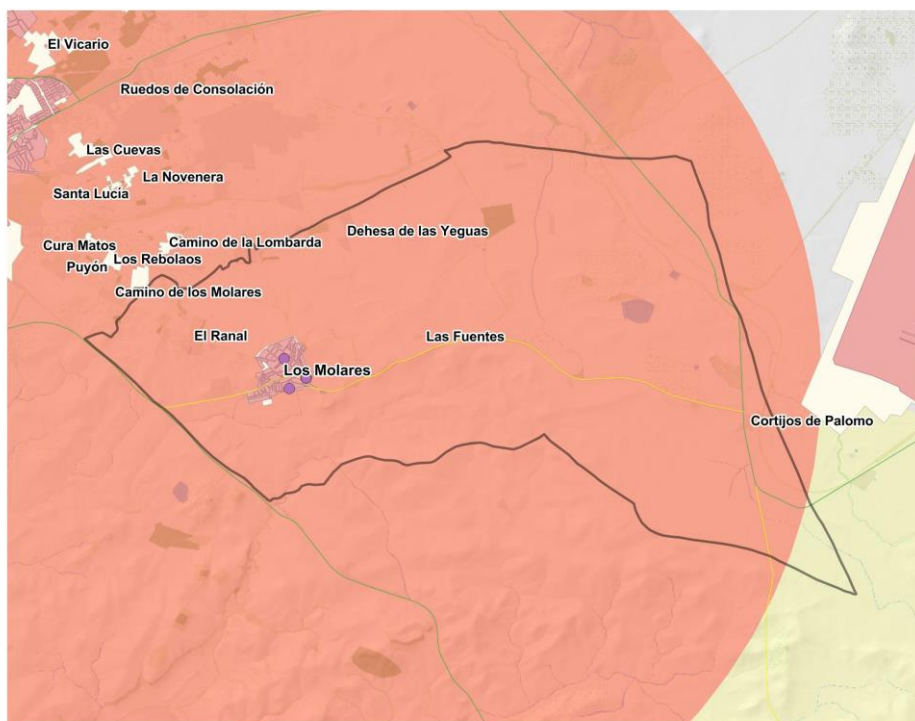 El Vicario
Ruedos de Consolación
Las Cuevas
La Novenera
Santa Lucía
Dehesa de las Yeguas
Cura Matos
Camino de la Lombarda
Puyón
Los Rebolaos
Camino de los Molares
El Ranal
Las Fuentes
Los Molares
Cortijos de Palomo